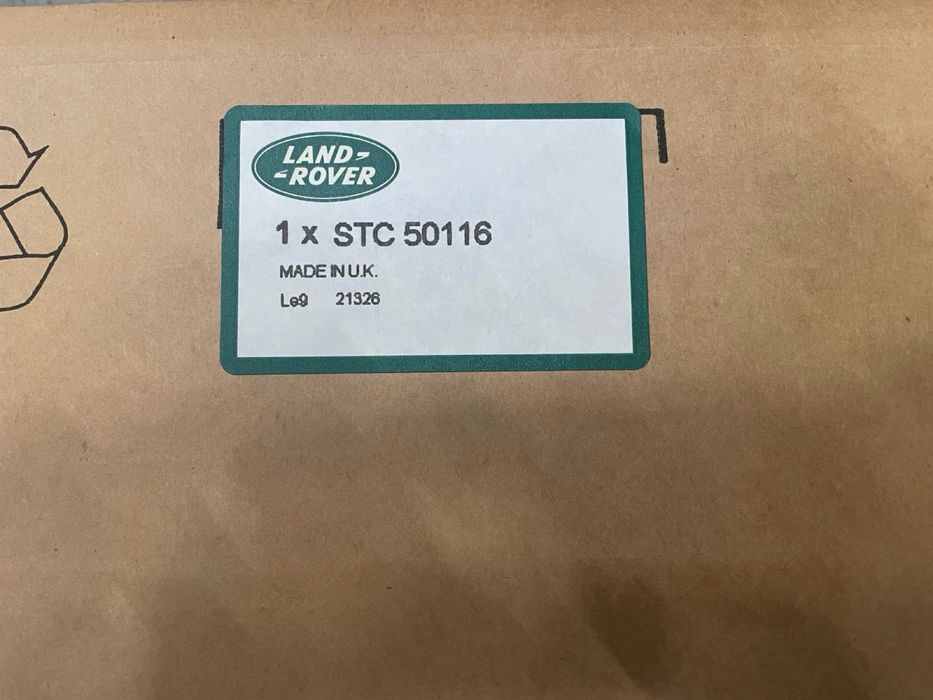 LAND-
-ROVER
1 x STC 50116
MADE IN U.K.
Le9 21326